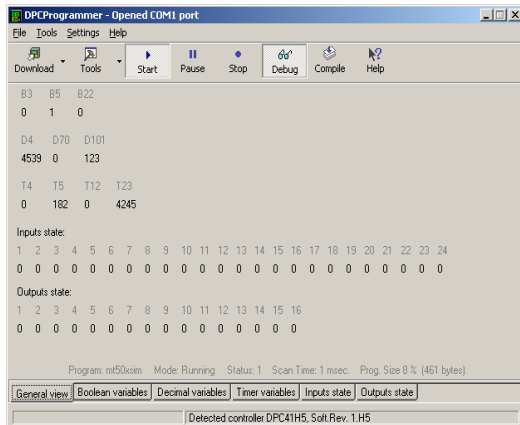 DPCProgrammer - Opened COM1 port
File Tools Settings Help
Download Tools Start Pause Stop Debug Compile Help
B3 B5 B22
0 1 0
D4 D70 D101
4539 0 123
T4 T5 T12 T23
0 182 0 4245
Inputs state:
1 2 3 4 5 6 7 8 9 10 11 12 13 14 15 16 17 18 19 20 21 22 23 24
0 0 0 0 0 0 0 0 0 0 0 0 0 0 0 0 0 0 0 0 0 0 0 0
Outputs state:
1 2 3 4 5 6 7 8 9 10 11 12 13 14 15 16
0 0 0 0 0 0 0 0 0 0 0 0 0 0 0 0
Program: mt50xsim Mode: Running Status: 1 Scan Time: 1 msec. Prog. Size 8 % (461 bytes)
General view Boolean variables Decimal variables Timer variables Inputs state Outputs state
Detected controller DPC41H5, Soft.Rev. 1.H5